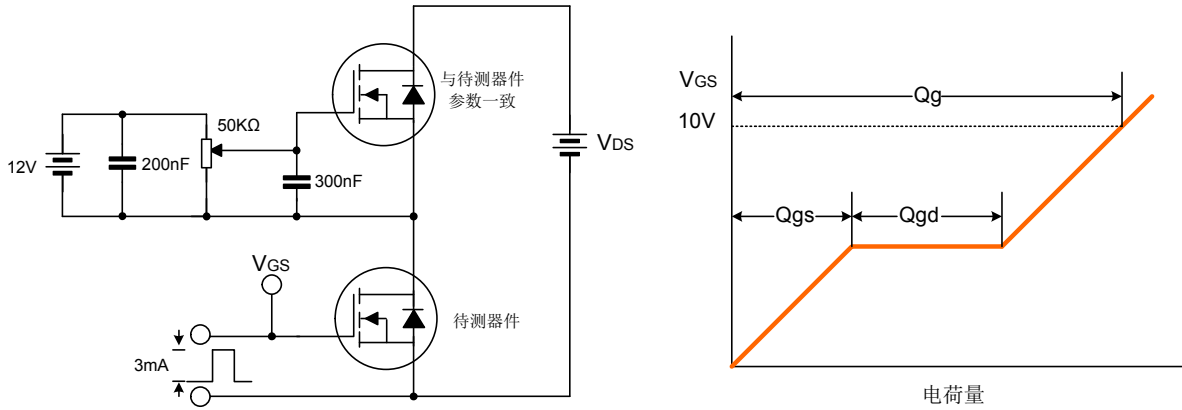 12V
200nF
50KΩ
300nF
与待测器件
参数一致
VDS
VGS
3mA
待测器件
VGS
10V
Qg
Qgs
Qgd
电荷量